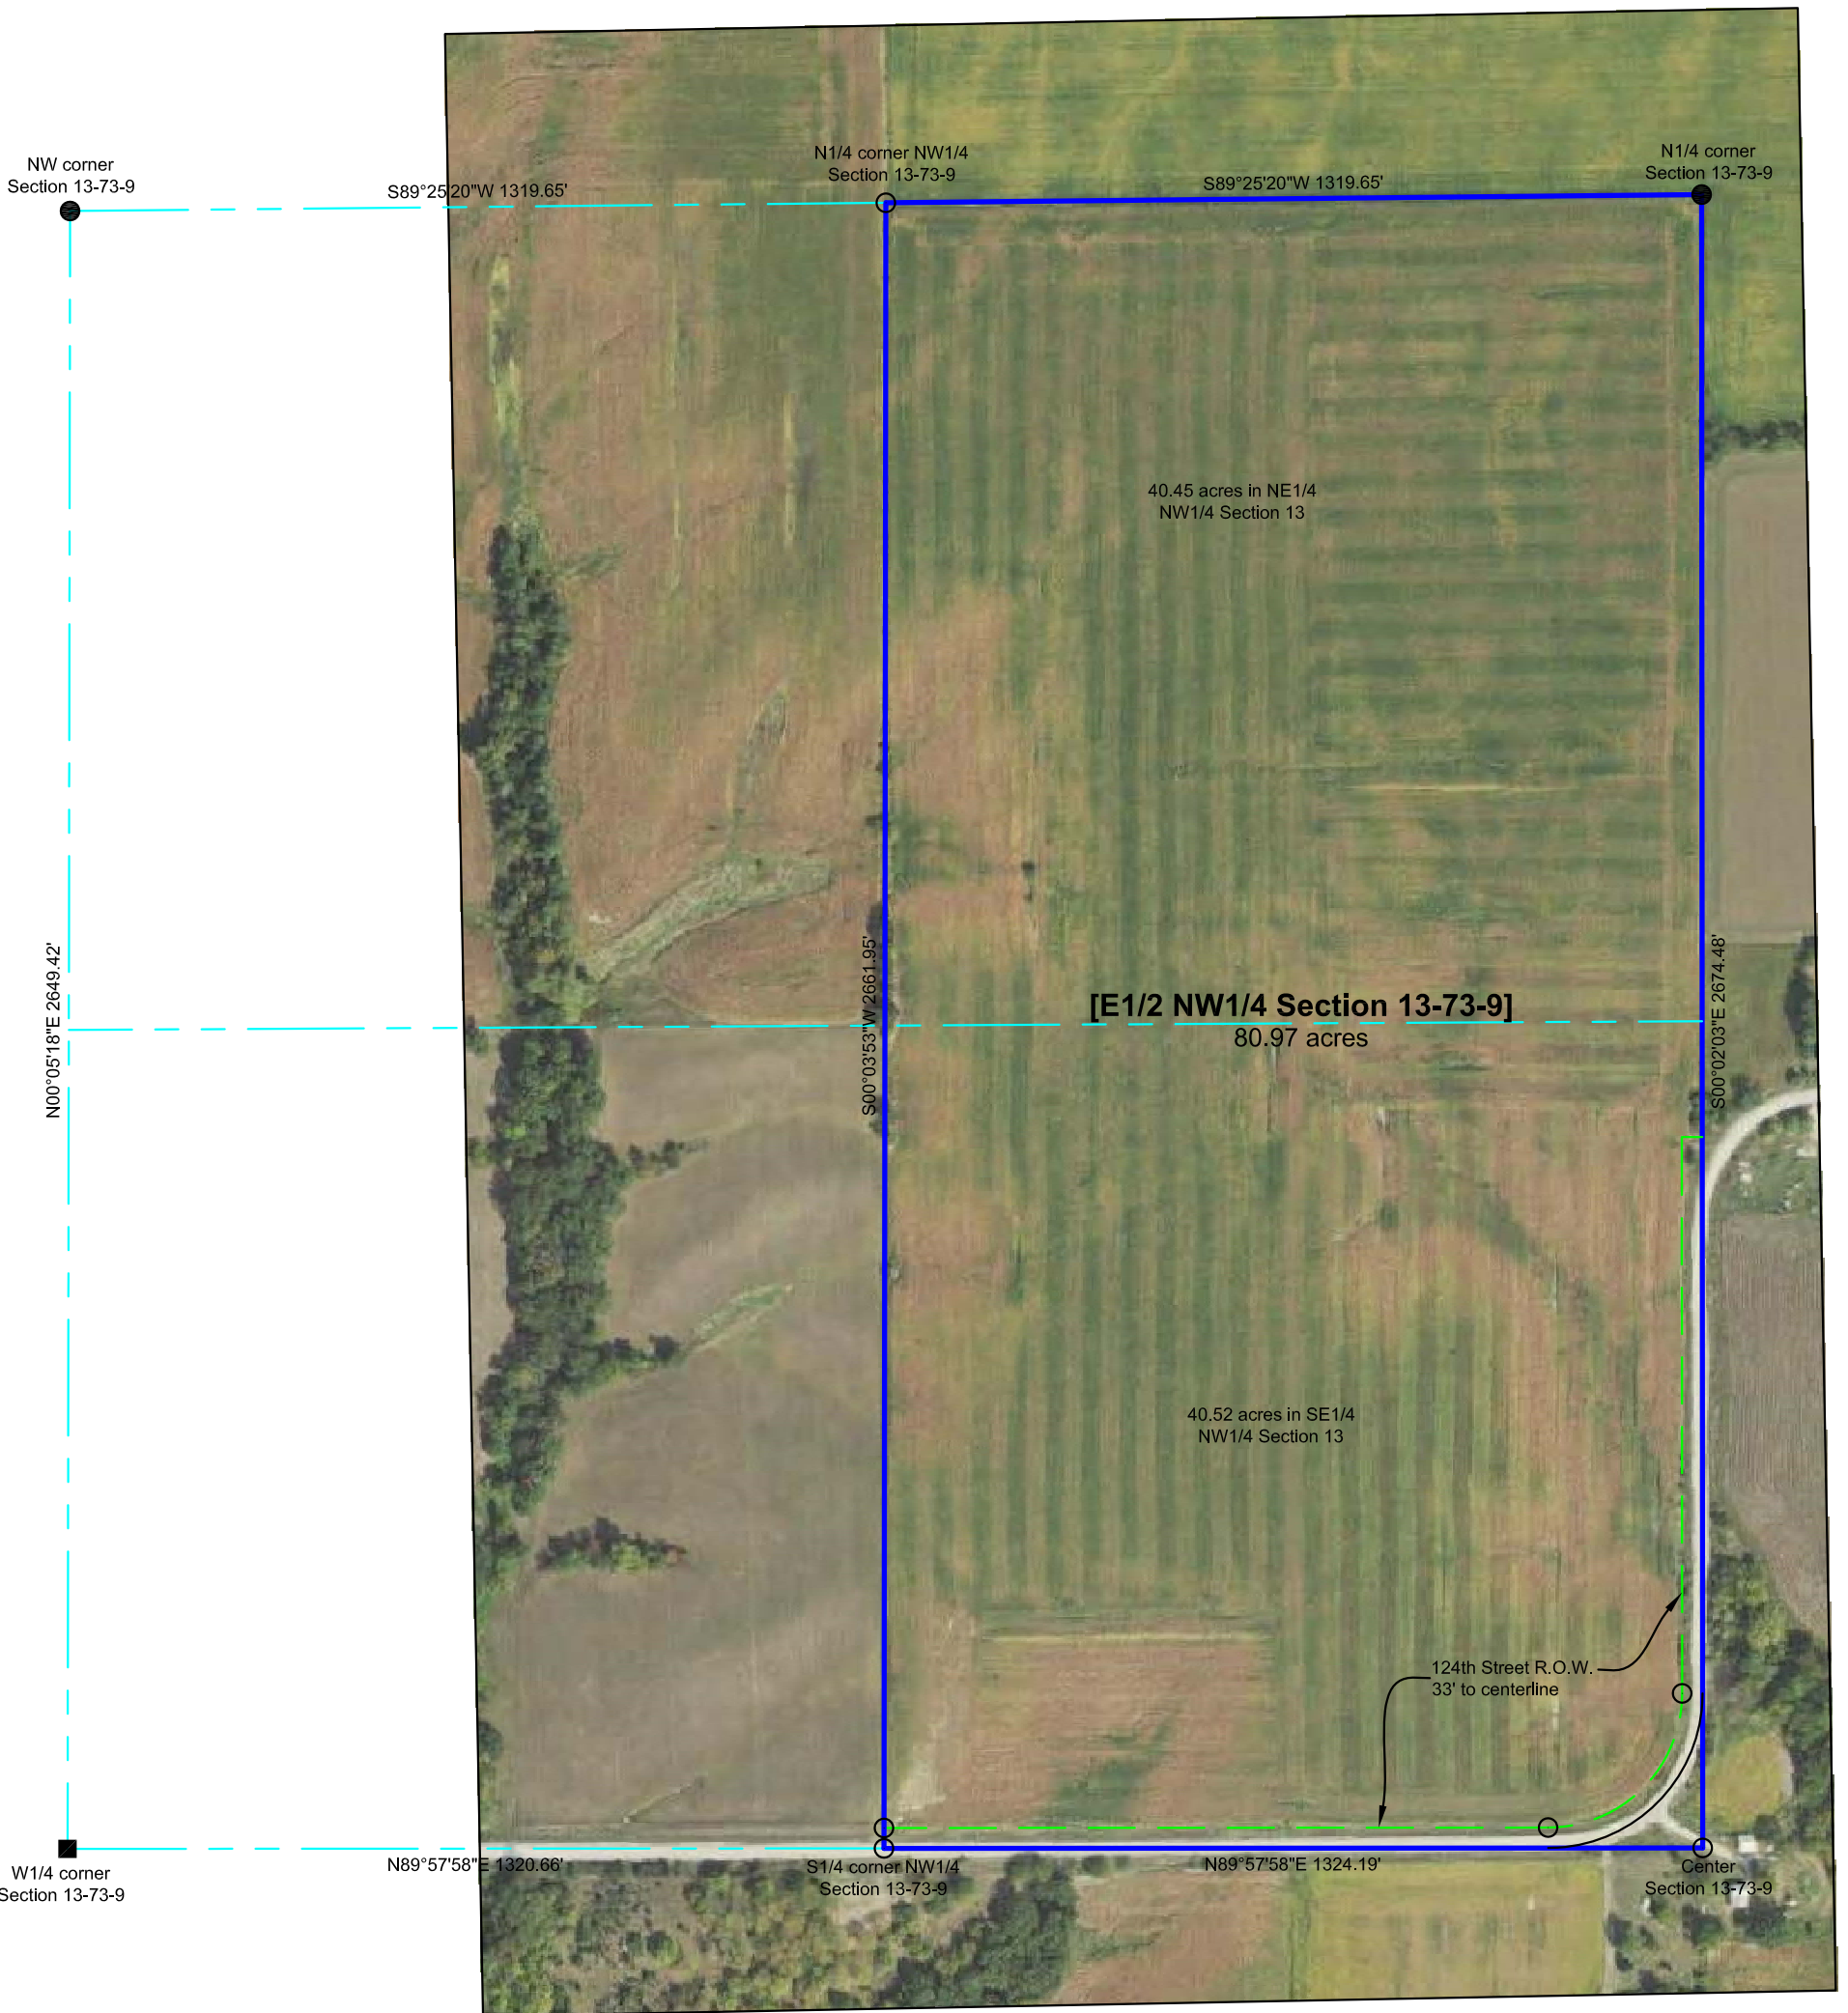 NW corner
Section 13-73-9
S89°25'20"W 1319.65'
N1/4 corner NW1/4
Section 13-73-9
S89°25'20"W 1319.65'
N1/4 corner
Section 13-73-9
40.45 acres in NE1/4
NW1/4 Section 13
N00°05'18"E 2649.42'
S00°03'53"W 2661.95'
[E1/2 NW1/4 Section 13-73-9]
80.97 acres
S00°02'03"E 2674.48'
40.52 acres in SE1/4
NW1/4 Section 13
124th Street R.O.W.
33' to centerline
W1/4 corner
Section 13-73-9
N89°57'58"E 1320.66'
S1/4 corner NW1/4
Section 13-73-9
N89°57'58"E 1324.19'
Center
Section 13-73-9